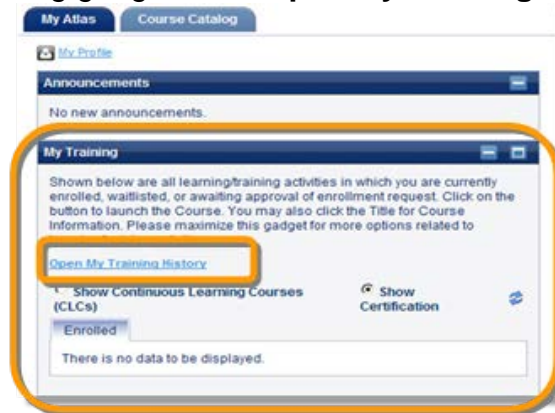 My Atlas Course Catalog
My Profile
Announcements
No new announcements.
My Training
Shown below are all learning/training activities in which you are currently
enrolled, waitlisted, or awaiting approval of enrollment request. Click on the
button to launch the Course. You may also click the Title for Course
Information. Please maximize this gadget for more options related to
Open My Training History
Show Continuous Learning Courses
(CLCs)
Show
Certification
Enrolled
There is no data to be displayed.